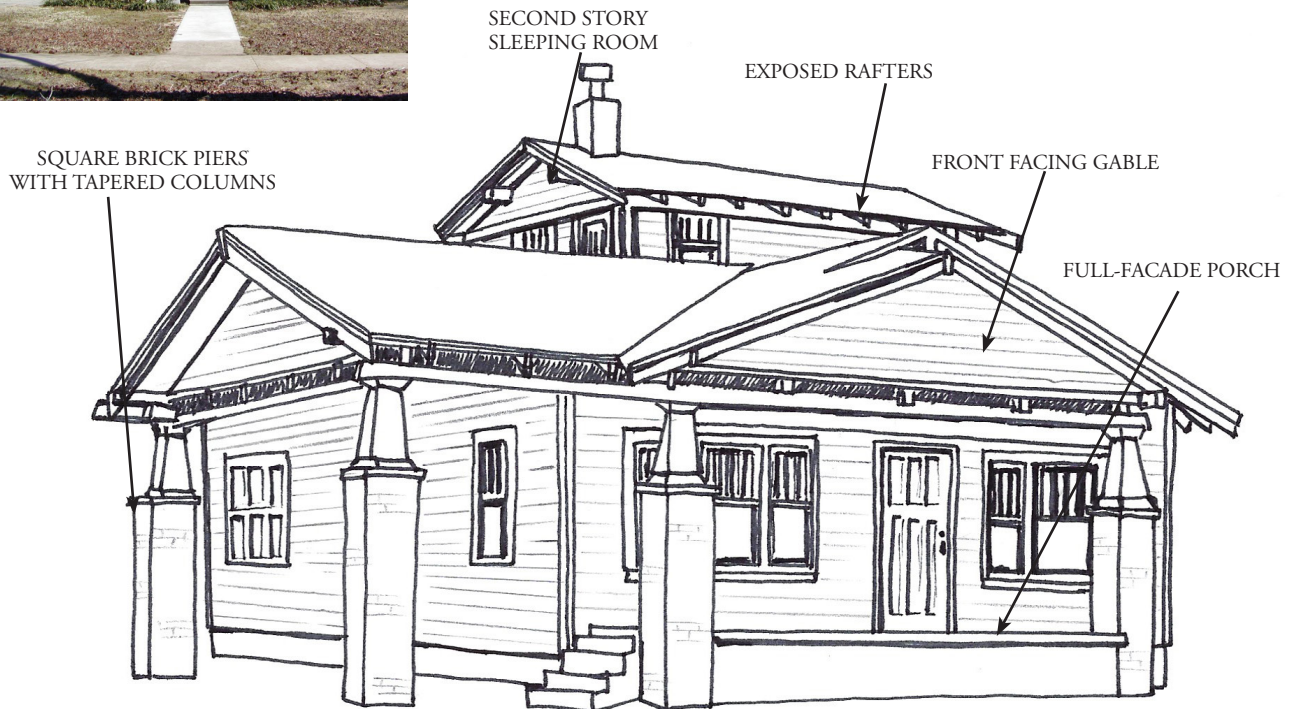 SECOND STORY
SLEEPING ROOM
EXPOSED RAFTERS
SQUARE BRICK PIERS
WITH TAPERED COLUMNS
FRONT FACING GABLE
FULL-FACADE PORCH